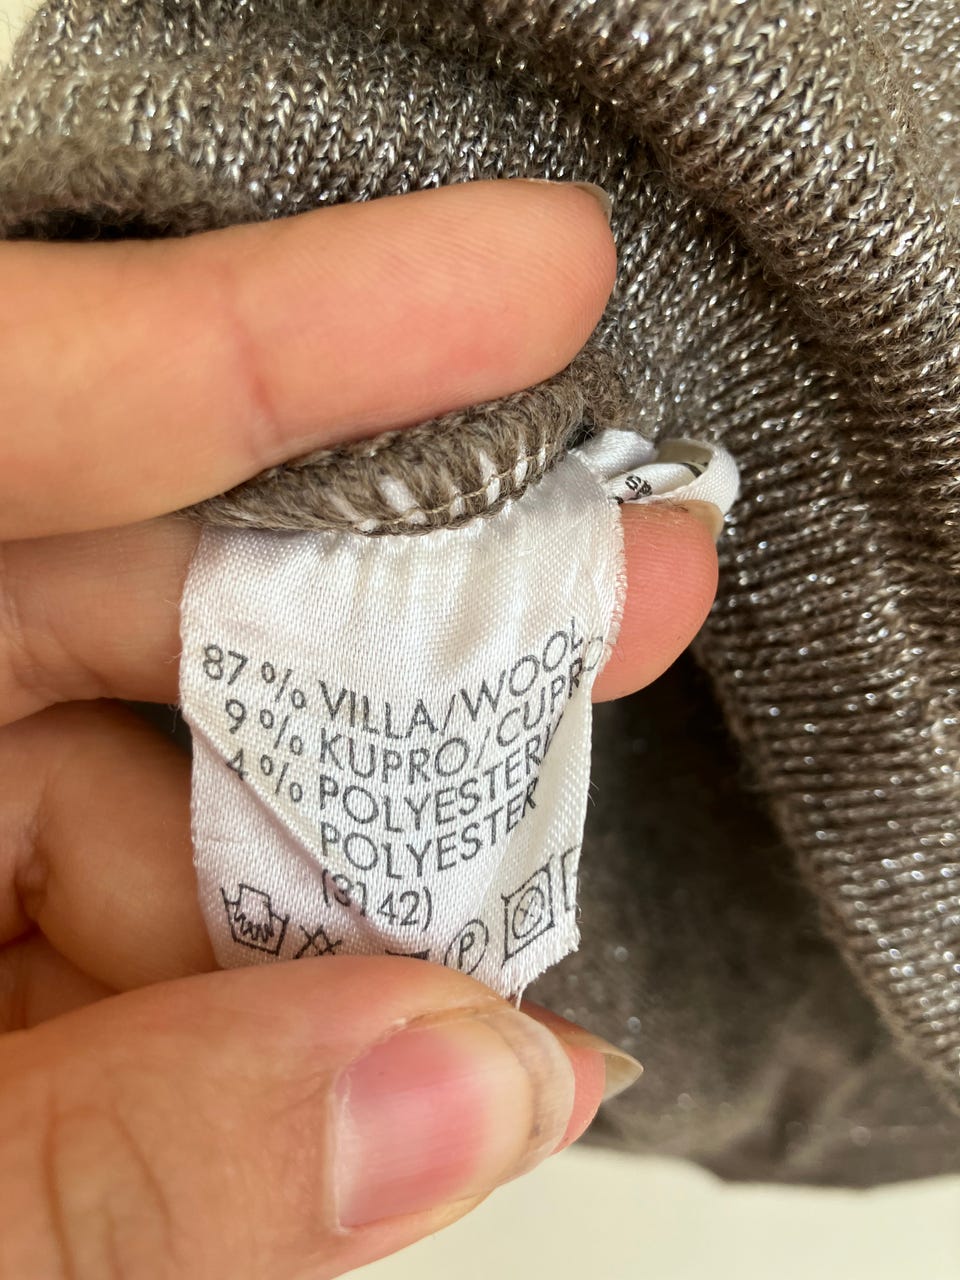 87 % VILLA/WOOL
9 % KUPRO/CUPRO
4 % POLYESTERI/
POLYESTER
(3142)
P